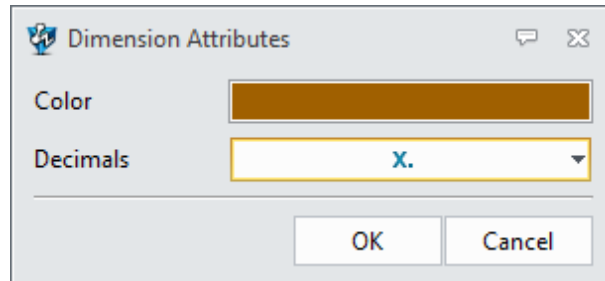 Dimension Attributes
Color
Decimals
X.
OK
Cancel